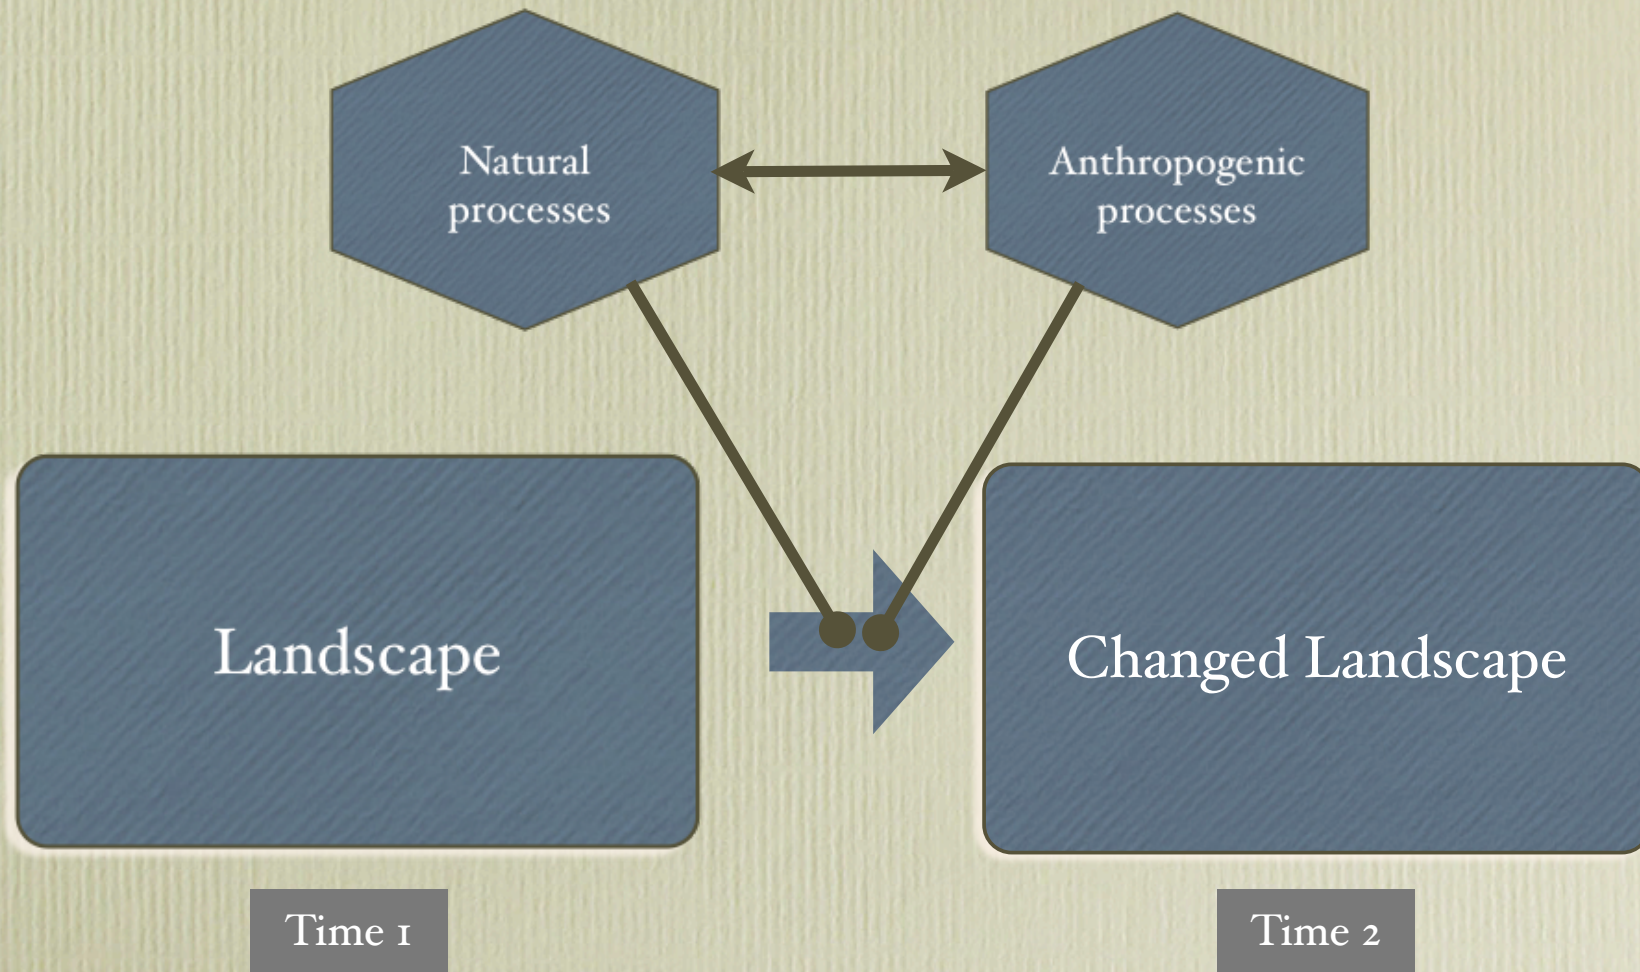 Natural
processes
Anthropogenic
processes
Landscape
Changed Landscape
Time 1
Time 2